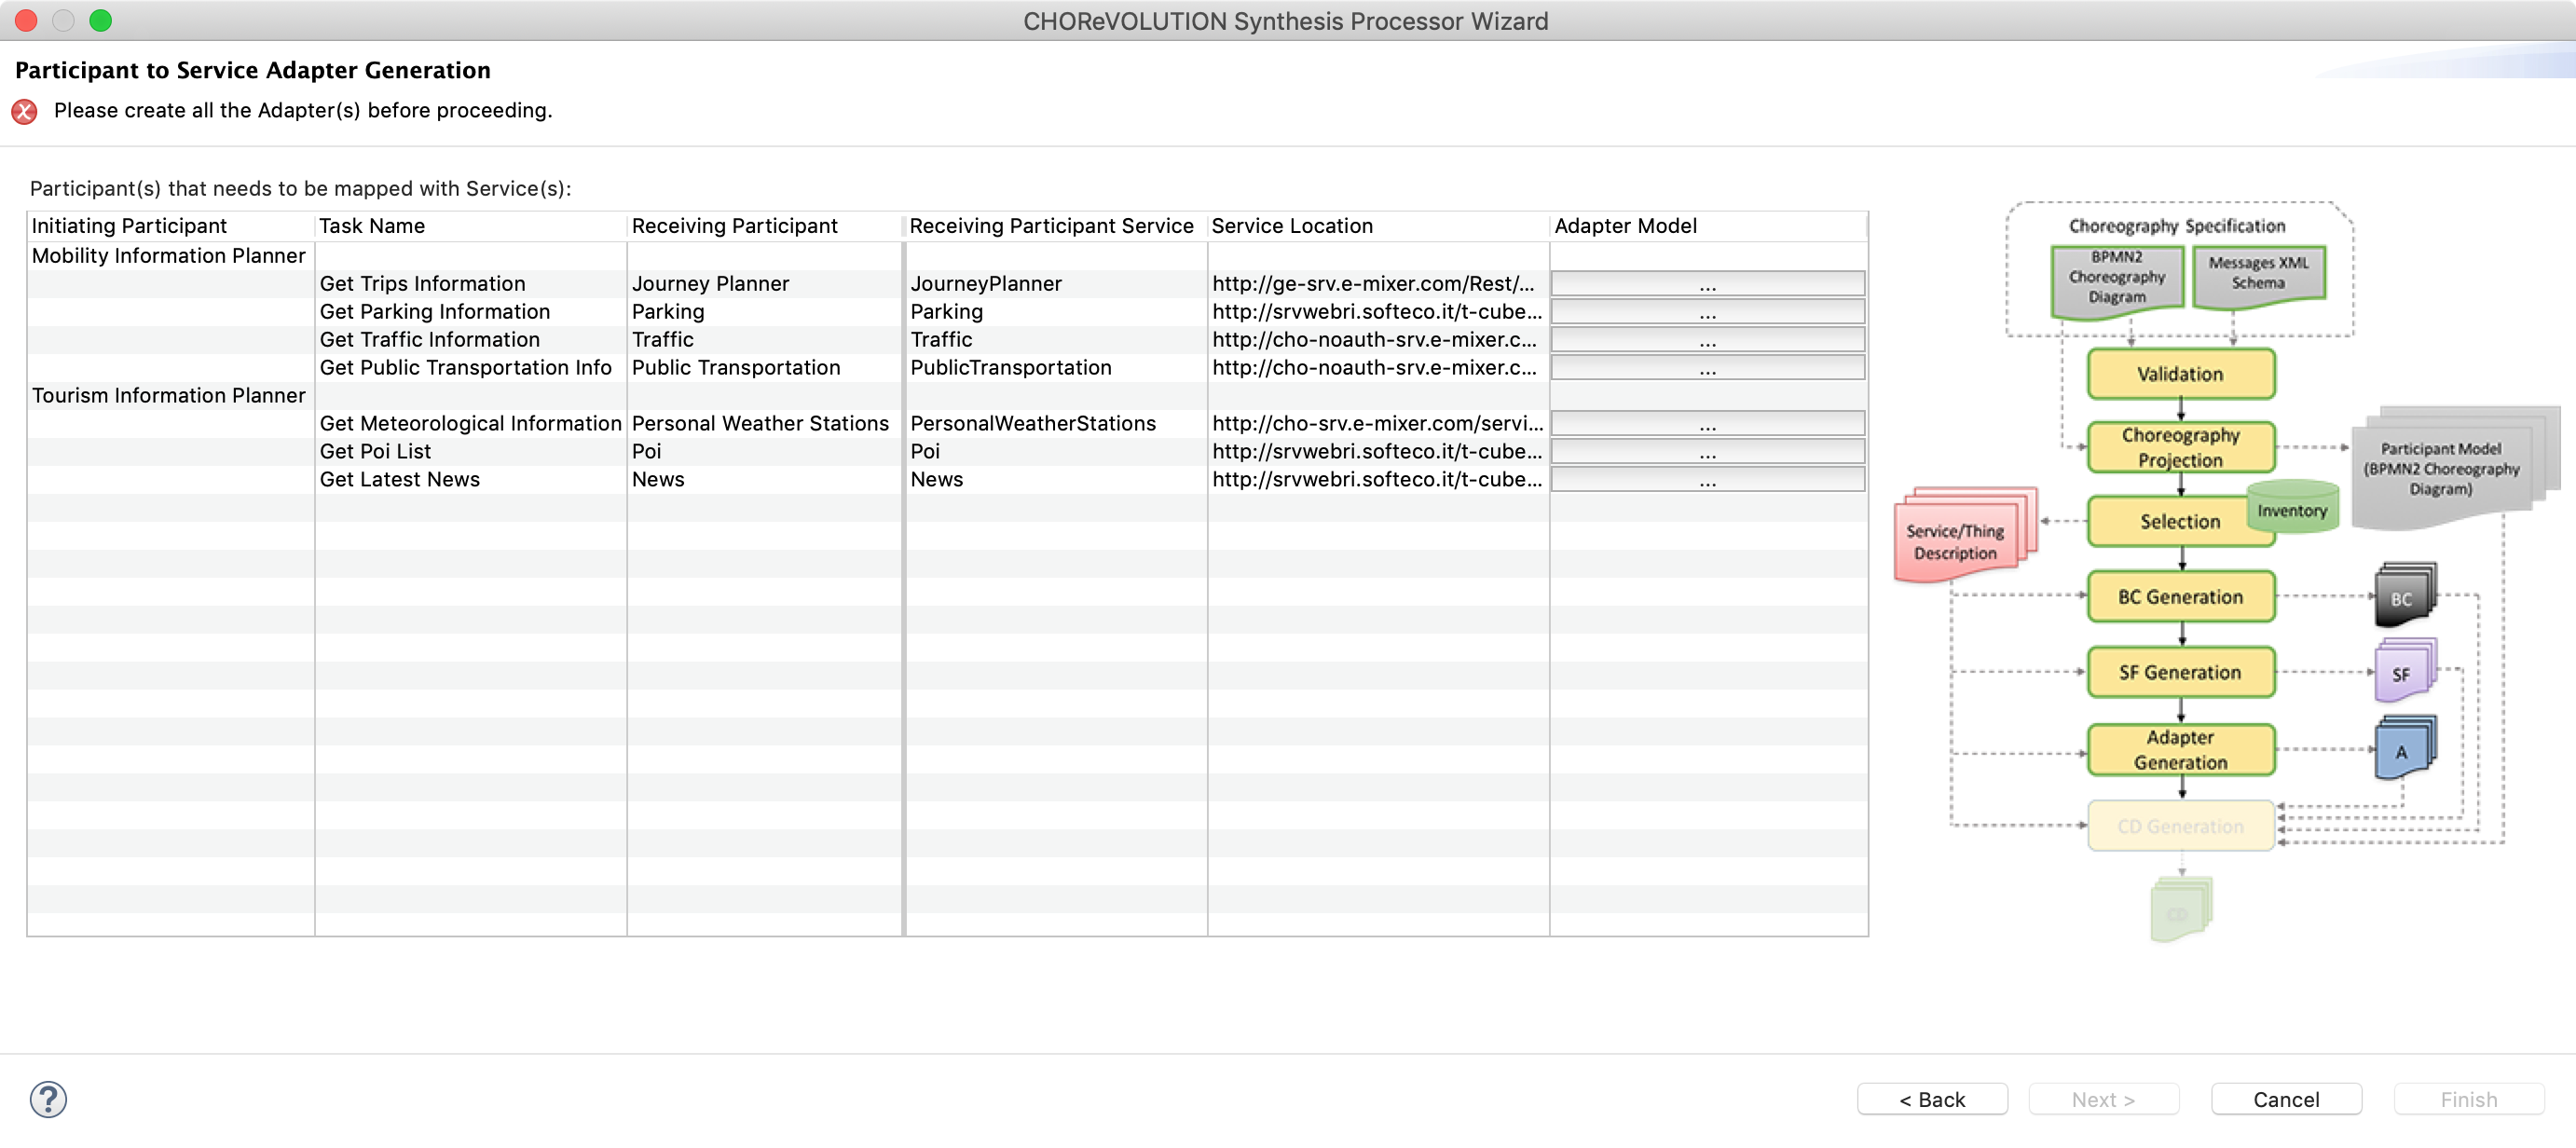 CHOReVOLUTION Synthesis Processor Wizard
Participant to Service Adapter Generation
Please create all the Adapter(s) before proceeding.
Participant(s) that needs to be mapped with Service(s):
Initiating Participant Task Name Receiving Participant Receiving Participant Service Service Location Adapter Model
Mobility Information Planner
Get Trips Information Journey Planner JourneyPlanner http://ge-srv.e-mixer.com/Rest/... ...
Get Parking Information Parking Parking http://srvwebri.softeco.it/t-cube... ...
Get Traffic Information Traffic Traffic http://cho-noauth-srv.e-mixer.c... ...
Get Public Transportation Info Public Transportation PublicTransportation http://cho-noauth-srv.e-mixer.c... ...
Tourism Information Planner
Get Meteorological Information Personal Weather Stations PersonalWeatherStations http://cho-srv.e-mixer.com/servi... ...
Get Poi List Poi Poi http://srvwebri.softeco.it/t-cube... ...
Get Latest News News News http://srvwebri.softeco.it/t-cube... ...
Choreography Specification
BPMN2
Choreography
Diagram
Messages XML
Schema
Validation
Choreography
Projection
Participant Model
(BPMN2 Choreography
Diagram)
Selection
Inventory
Service/Thing
Description
BC Generation
BC
SF Generation
SF
Adapter
Generation
A
CD Generation
CD
?
< Back
Next >
Cancel
Finish